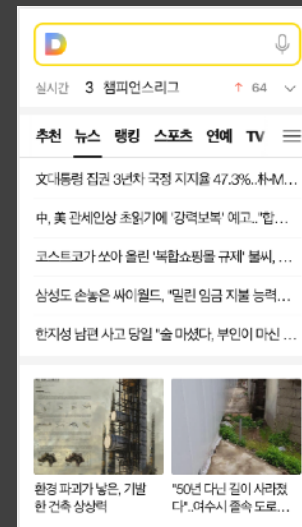 실시간 3 챔피언스리그 ↑ 64
추천 뉴스 랭킹 스포츠 연예 TV
文대통령 집권 3년차 국정 지지율 47.3%..朴·M...
中, 美 관세인상 초읽기에 '강력보복' 예고.."합...
코스트코가 쏘아 올린 '복합쇼핑몰 규제' 불씨, ...
삼성도 손놓은 싸이월드, "밀린 임금 지불 능력...
한지성 남편 사고 당일 "술 마셨다, 부인이 마신 ...
환경 파괴가 낳은, 기발
한 건축 상상력
"50년 다닌 길이 사라졌
다"..여수시 졸속 도로...